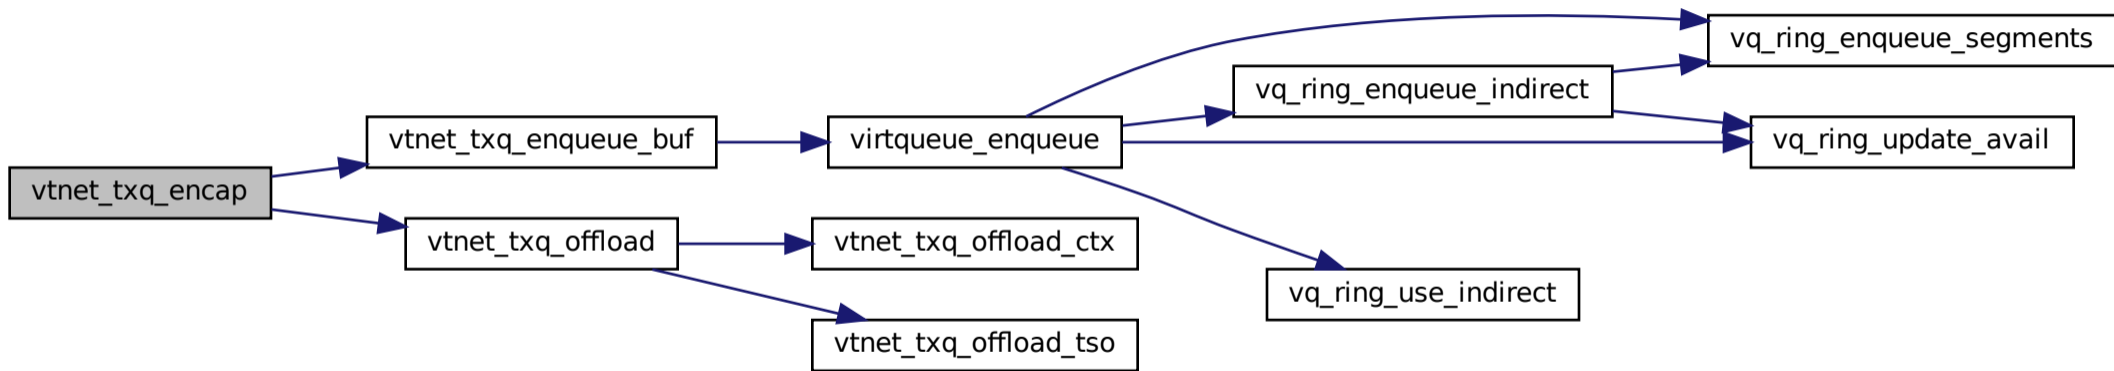 vtnet_txq_encap
vtnet_txq_enqueue_buf
vtnet_txq_offload
virtqueue_enqueue
vtnet_txq_offload_ctx
vtnet_txq_offload_tso
vq_ring_enqueue_indirect
vq_ring_use_indirect
vq_ring_enqueue_segments
vq_ring_update_avail